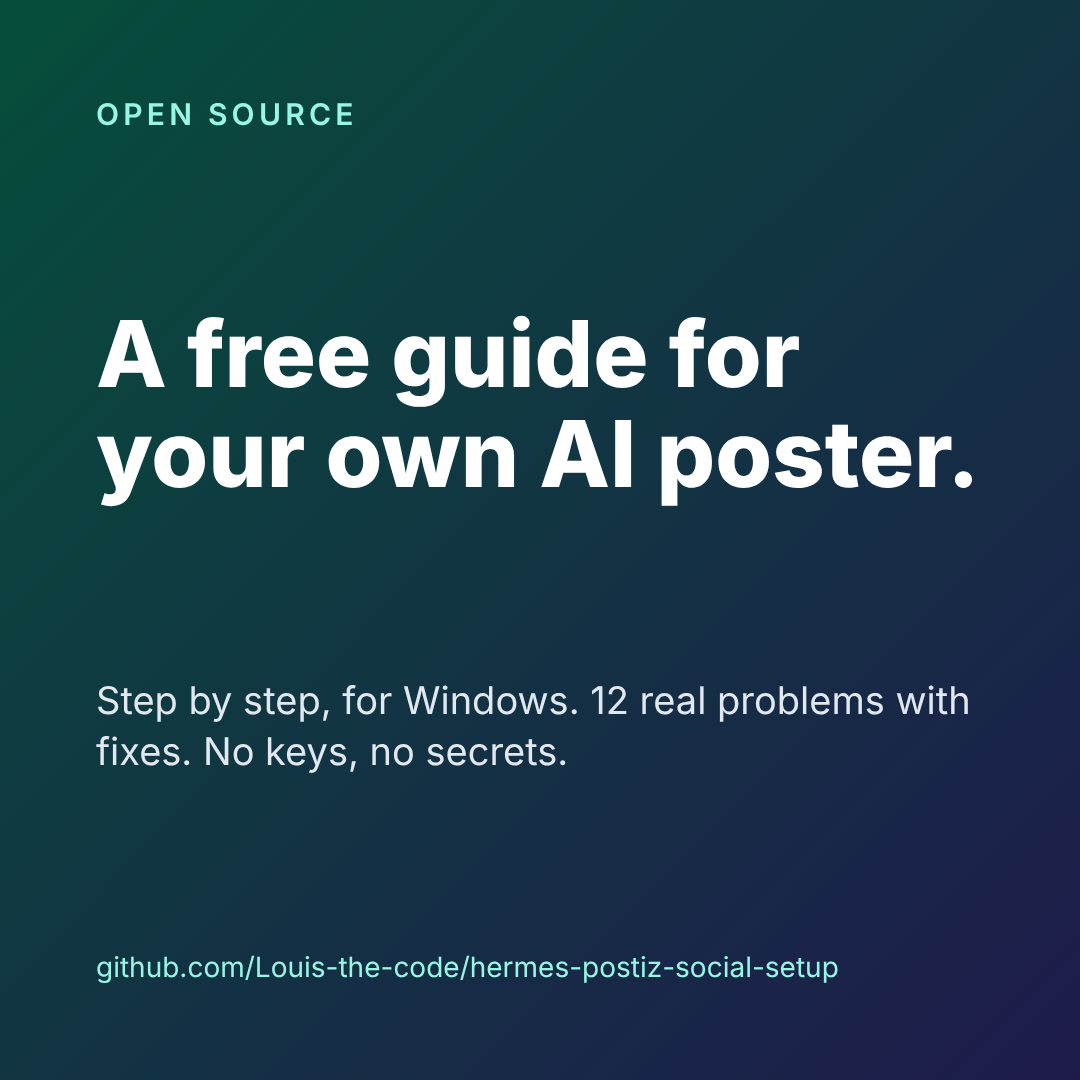 OPEN SOURCE
A free guide for
your own AI poster.
Step by step, for Windows. 12 real problems with
fixes. No keys, no secrets.
github.com/Louis-the-code/hermes-postiz-social-setup